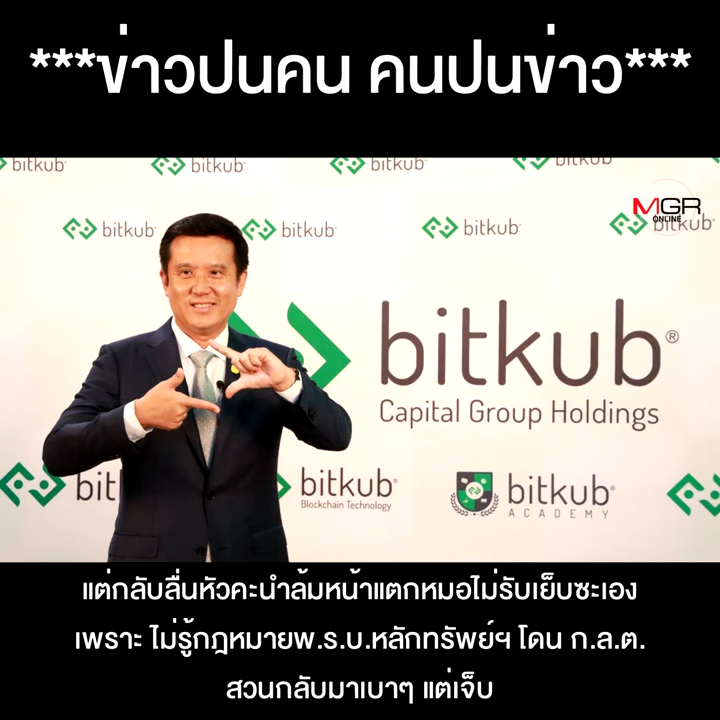 ***ข่าวปนคน คนปนข่าว***
bitkub bitkub bitkub bitkub
MGR
ONLINE
bitkub bitkub bitkub bitkub
bitkub®
Capital Group Holdings
bit bitkub® bitkub®
Blockchain Technology ACADEMY
แต่กลับลื่นหัวคะนำล้มหน้าแตกหมอไม่รับเย็บซะเอง
เพราะ ไม่รู้กฎหมายพ.ร.บ.หลักทรัพย์ฯ โดน ก.ล.ต.
สวนกลับมาเบาๆ แต่เจ็บ